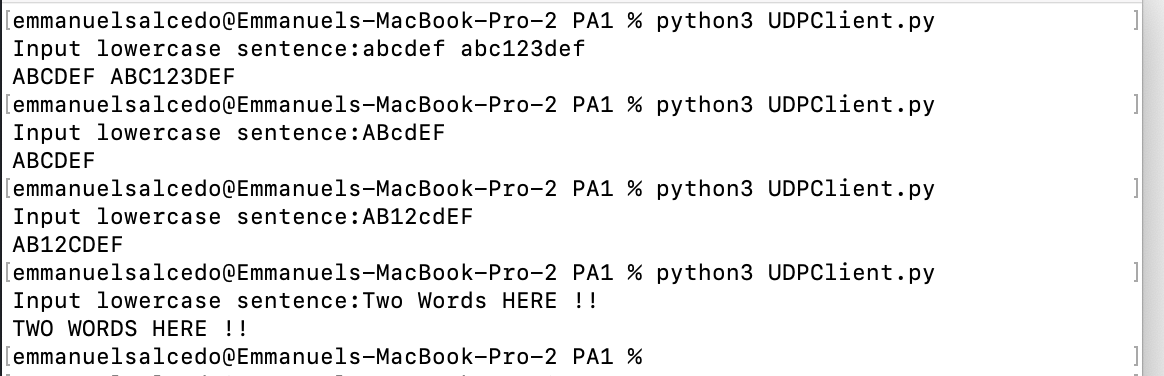 [emmanuelsalcedo@Emmanuels-MacBook-Pro-2 PA1 % python3 UDPClient.py ]
Input lowercase sentence:abcdef abc123def
ABCDEF ABC123DEF
[emmanuelsalcedo@Emmanuels-MacBook-Pro-2 PA1 % python3 UDPClient.py ]
Input lowercase sentence:ABcdEF
ABCDEF
[emmanuelsalcedo@Emmanuels-MacBook-Pro-2 PA1 % python3 UDPClient.py ]
Input lowercase sentence:AB12cdEF
AB12CDEF
[emmanuelsalcedo@Emmanuels-MacBook-Pro-2 PA1 % python3 UDPClient.py ]
Input lowercase sentence:Two Words HERE !!
TWO WORDS HERE !!
[emmanuelsalcedo@Emmanuels-MacBook-Pro-2 PA1 % ]